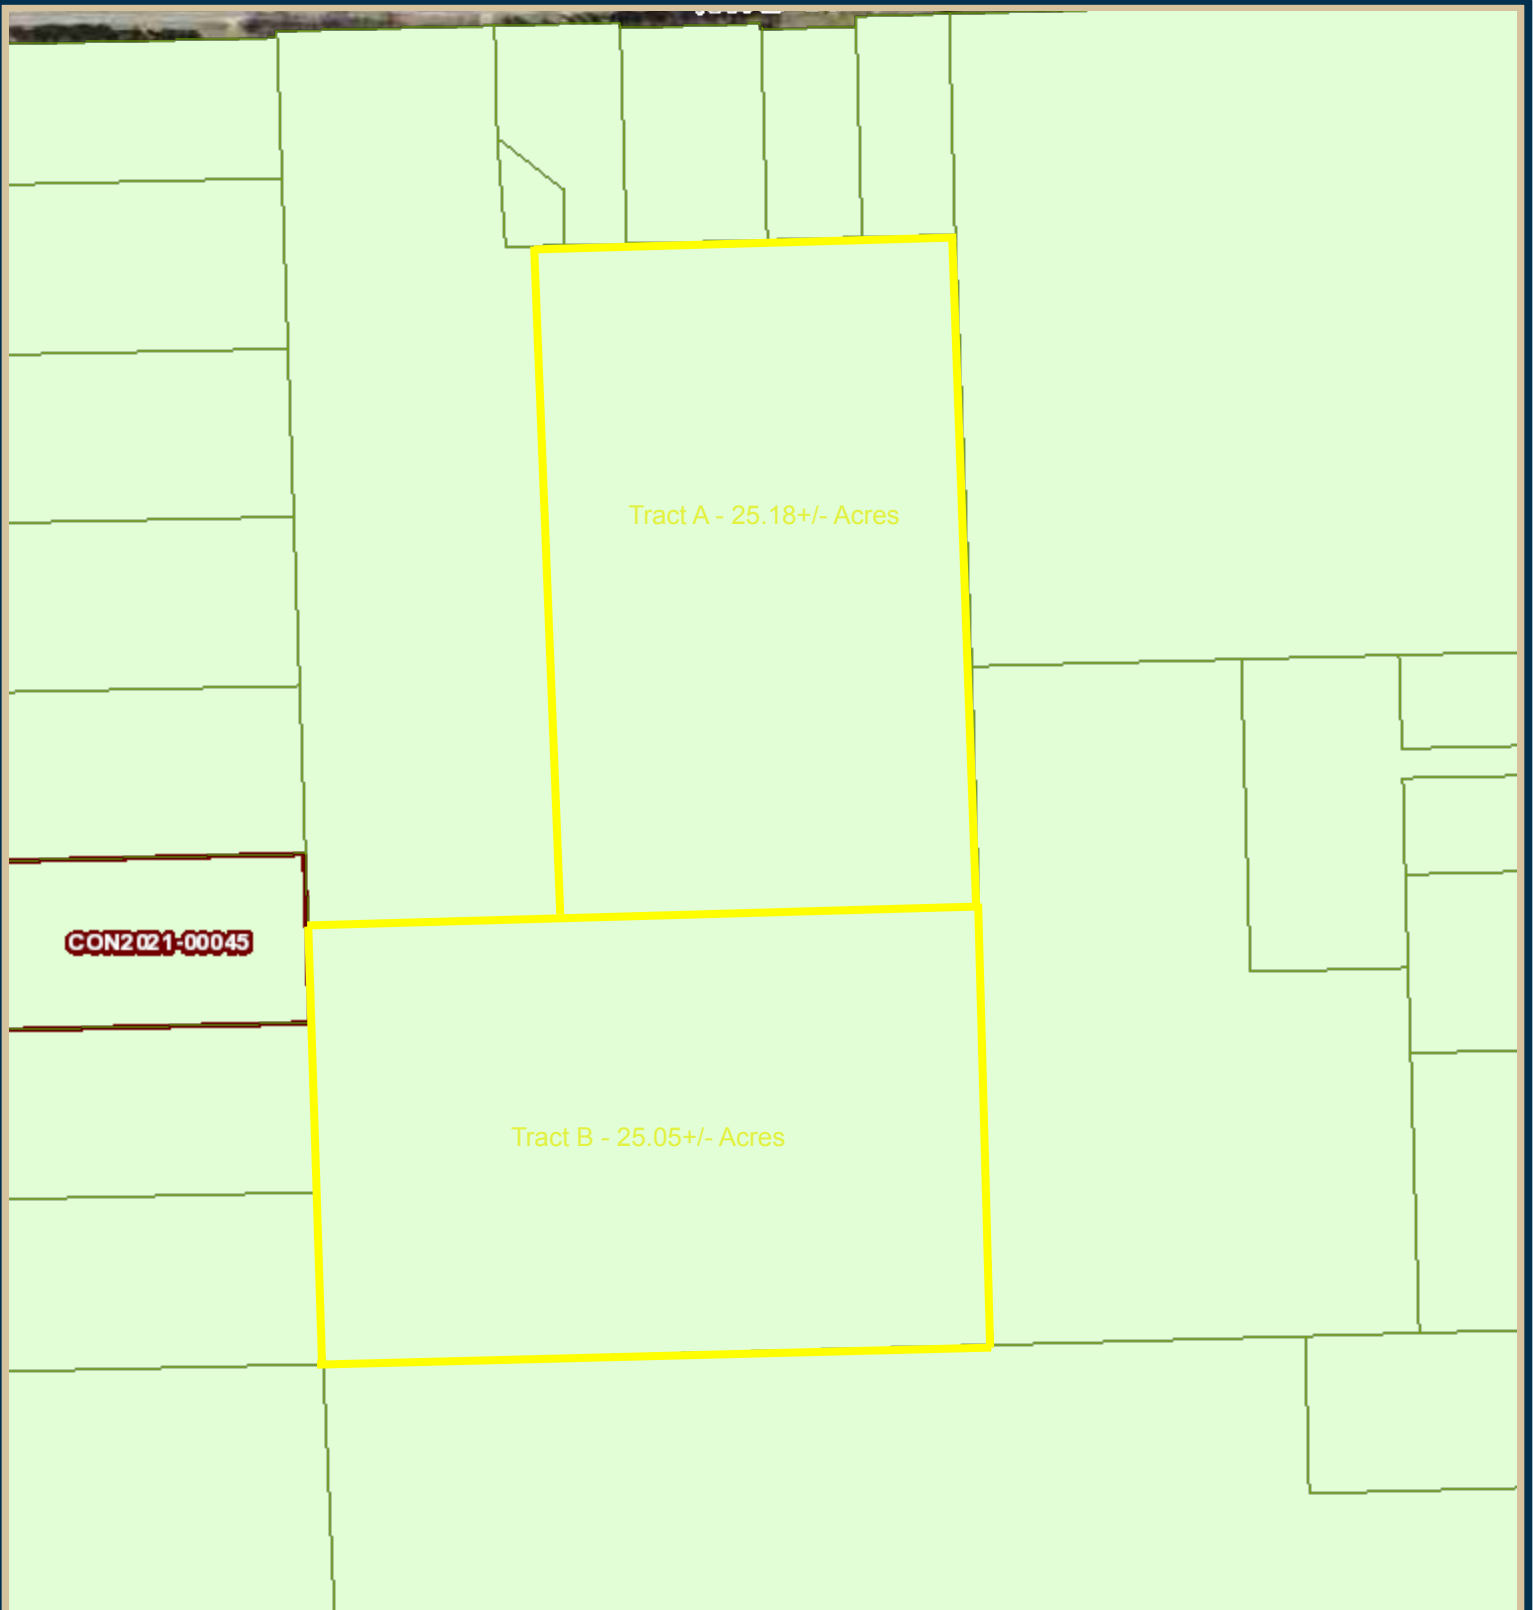 Tract A - 25.18+/- Acres
CON2021-00045
Tract B - 25.05+/- Acres